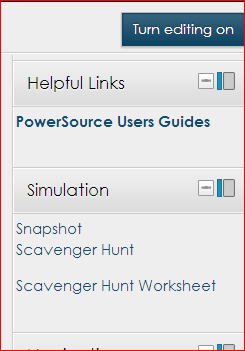 Turn editing on
Helpful Links
PowerSource Users Guides
Simulation
Snapshot
Scavenger Hunt
Scavenger Hunt Worksheet